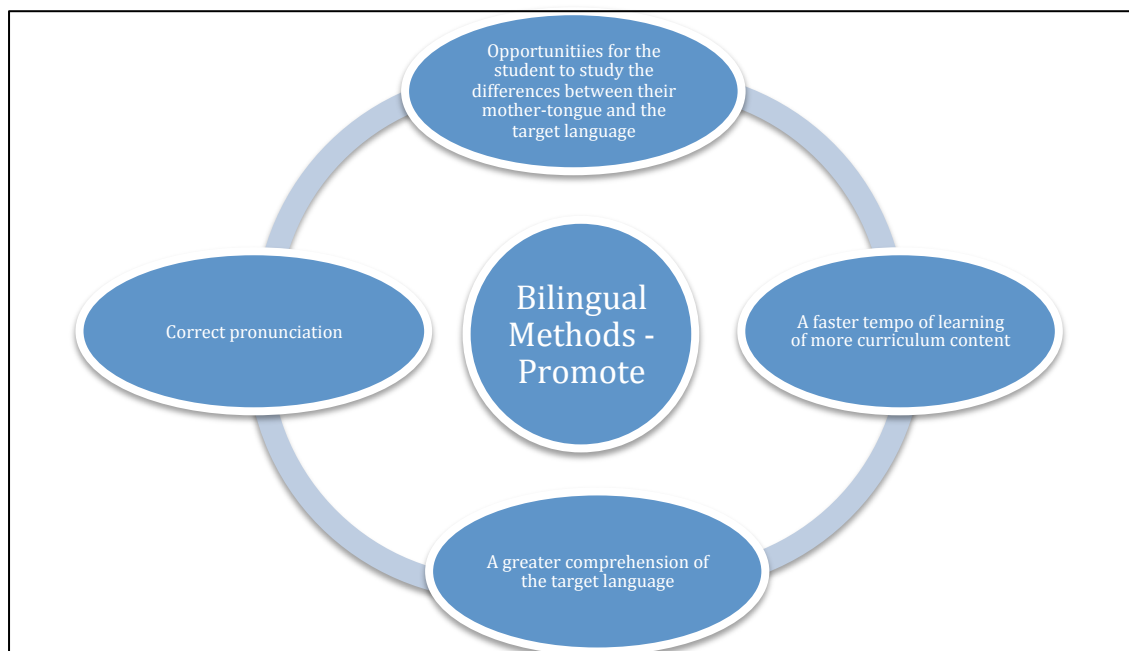 Opportunitiies for the
student to study the
differences between their
mother-tongue and the
target language
Correct pronunciation
Bilingual
Methods -
Promote
A faster tempo of learning
of more curriculum content
A greater comprehension of
the target language